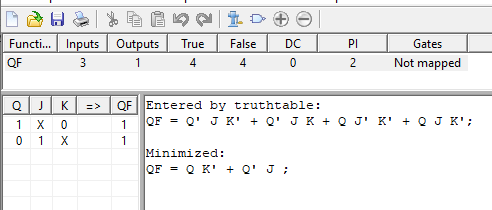 Functi... Inputs Outputs True False DC PI Gates
QF 3 1 4 4 0 2 Not mapped
Q J K => QF
1 X 0 1
0 1 X 1
Entered by truthtable:
QF = Q' J K' + Q' J K + Q J' K' + Q J K';
Minimized:
QF = Q K' + Q' J ;